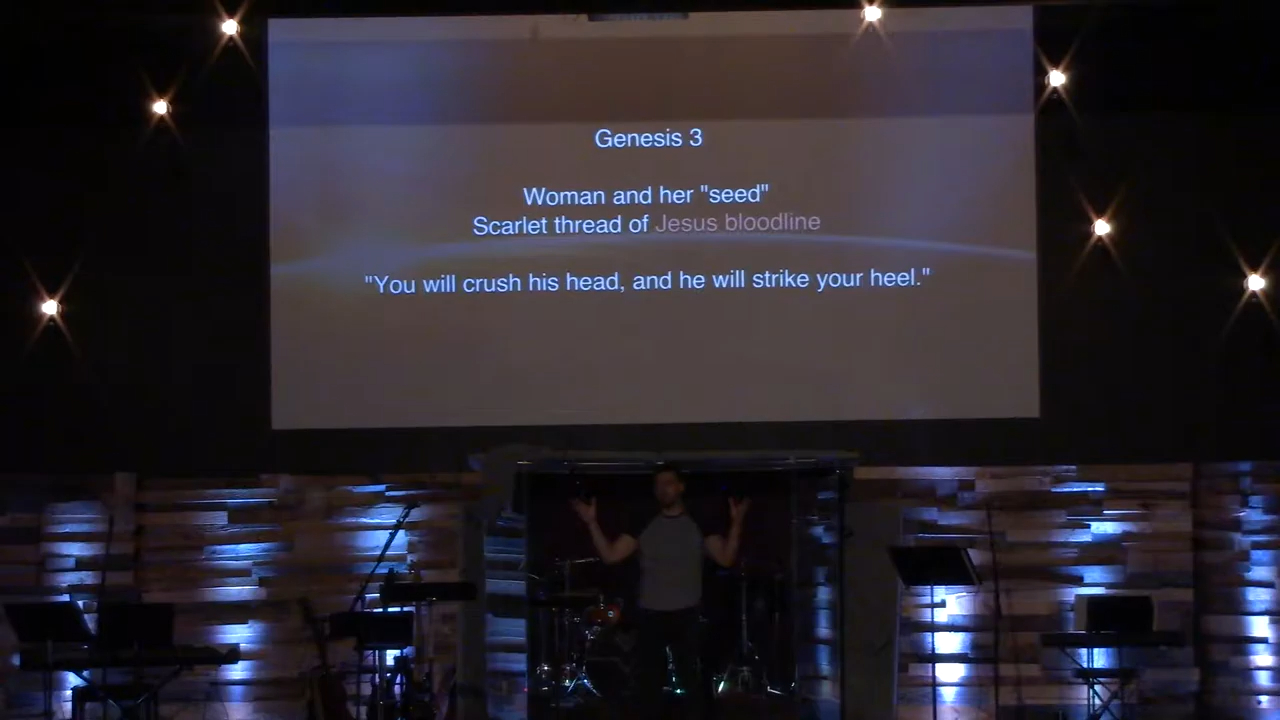 Genesis 3
Woman and her "seed"
Scarlet thread of Jesus bloodline
"You will crush his head, and he will strike your heel."